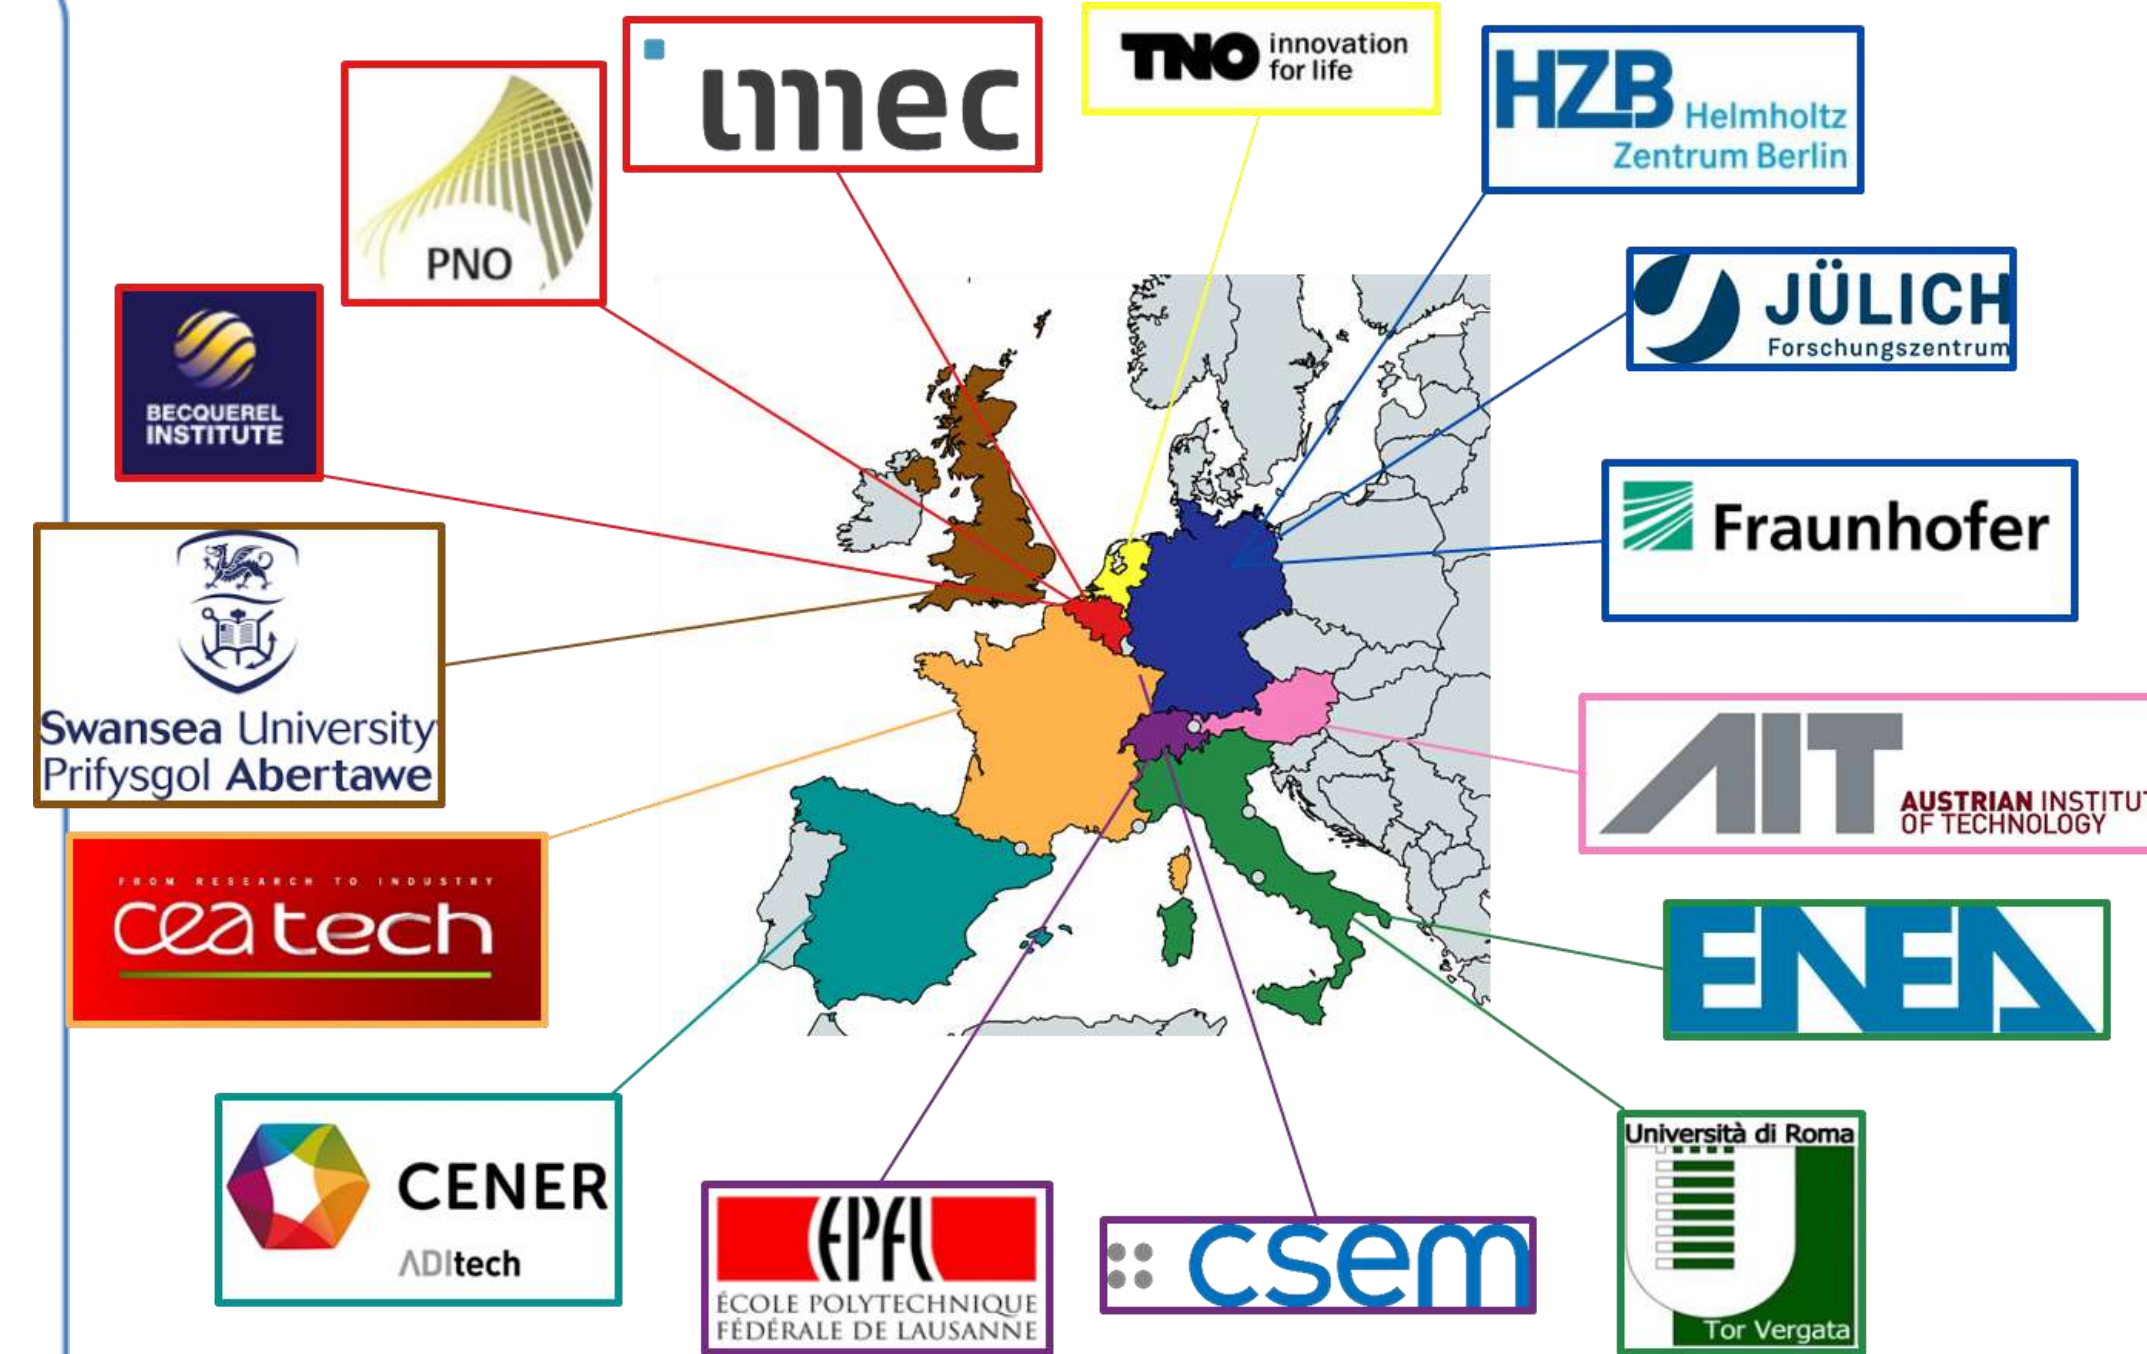 imec
TNO innovation
for life
HZB Helmholtz
Zentrum Berlin
PNO
JÜLICH
Forschungszentrum
BECQUEREL
INSTITUTE
Fraunhofer
Swansea University
Prifysgol Abertawe
AIT AUSTRIAN INSTITUT
OF TECHNOLOGY
FROM RESEARCH TO INDUSTRY
cea tech
ENEA
CENER
ADItech
EPFL
ÉCOLE POLYTECHNIQUE
FÉDÉRALE DE LAUSANNE
csem
Università di Roma
Tor Vergata